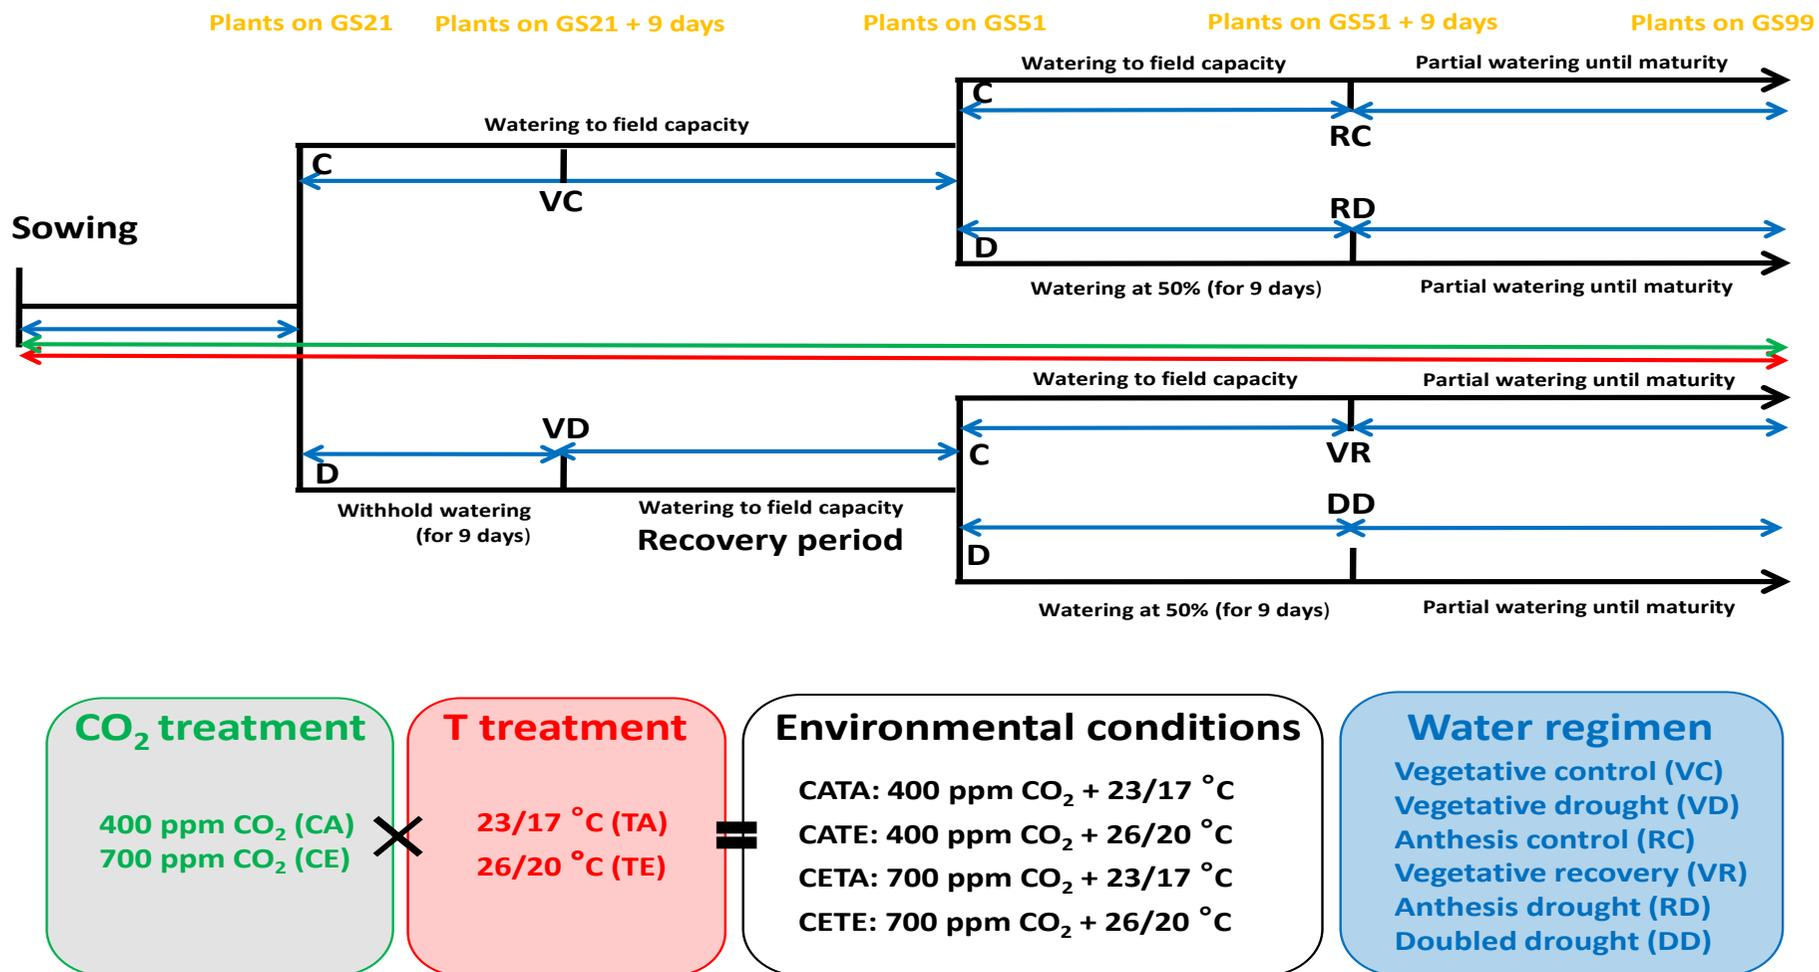 Plants on GS21
Plants on GS21 + 9 days
Plants on GS51
Plants on GS51 + 9 days
Plants on GS99
Watering to field capacity
Partial watering until maturity
C
RC
Watering to field capacity
C
VC
RD
D
Watering at 50% (for 9 days)
Partial watering until maturity
Sowing
Watering to field capacity
Partial watering until maturity
C
VR
VD
D
Withhold watering
(for 9 days)
Watering to field capacity
Recovery period
DD
D
Watering at 50% (for 9 days)
Partial watering until maturity
CO₂ treatment
400 ppm CO₂ (CA)
700 ppm CO₂ (CE)
×
T treatment
23/17 °C (TA)
26/20 °C (TE)
=
Environmental conditions
CATA: 400 ppm CO₂ + 23/17 °C
CATE: 400 ppm CO₂ + 26/20 °C
CETA: 700 ppm CO₂ + 23/17 °C
CETE: 700 ppm CO₂ + 26/20 °C
Water regimen
Vegetative control (VC)
Vegetative drought (VD)
Anthesis control (RC)
Vegetative recovery (VR)
Anthesis drought (RD)
Doubled drought (DD)